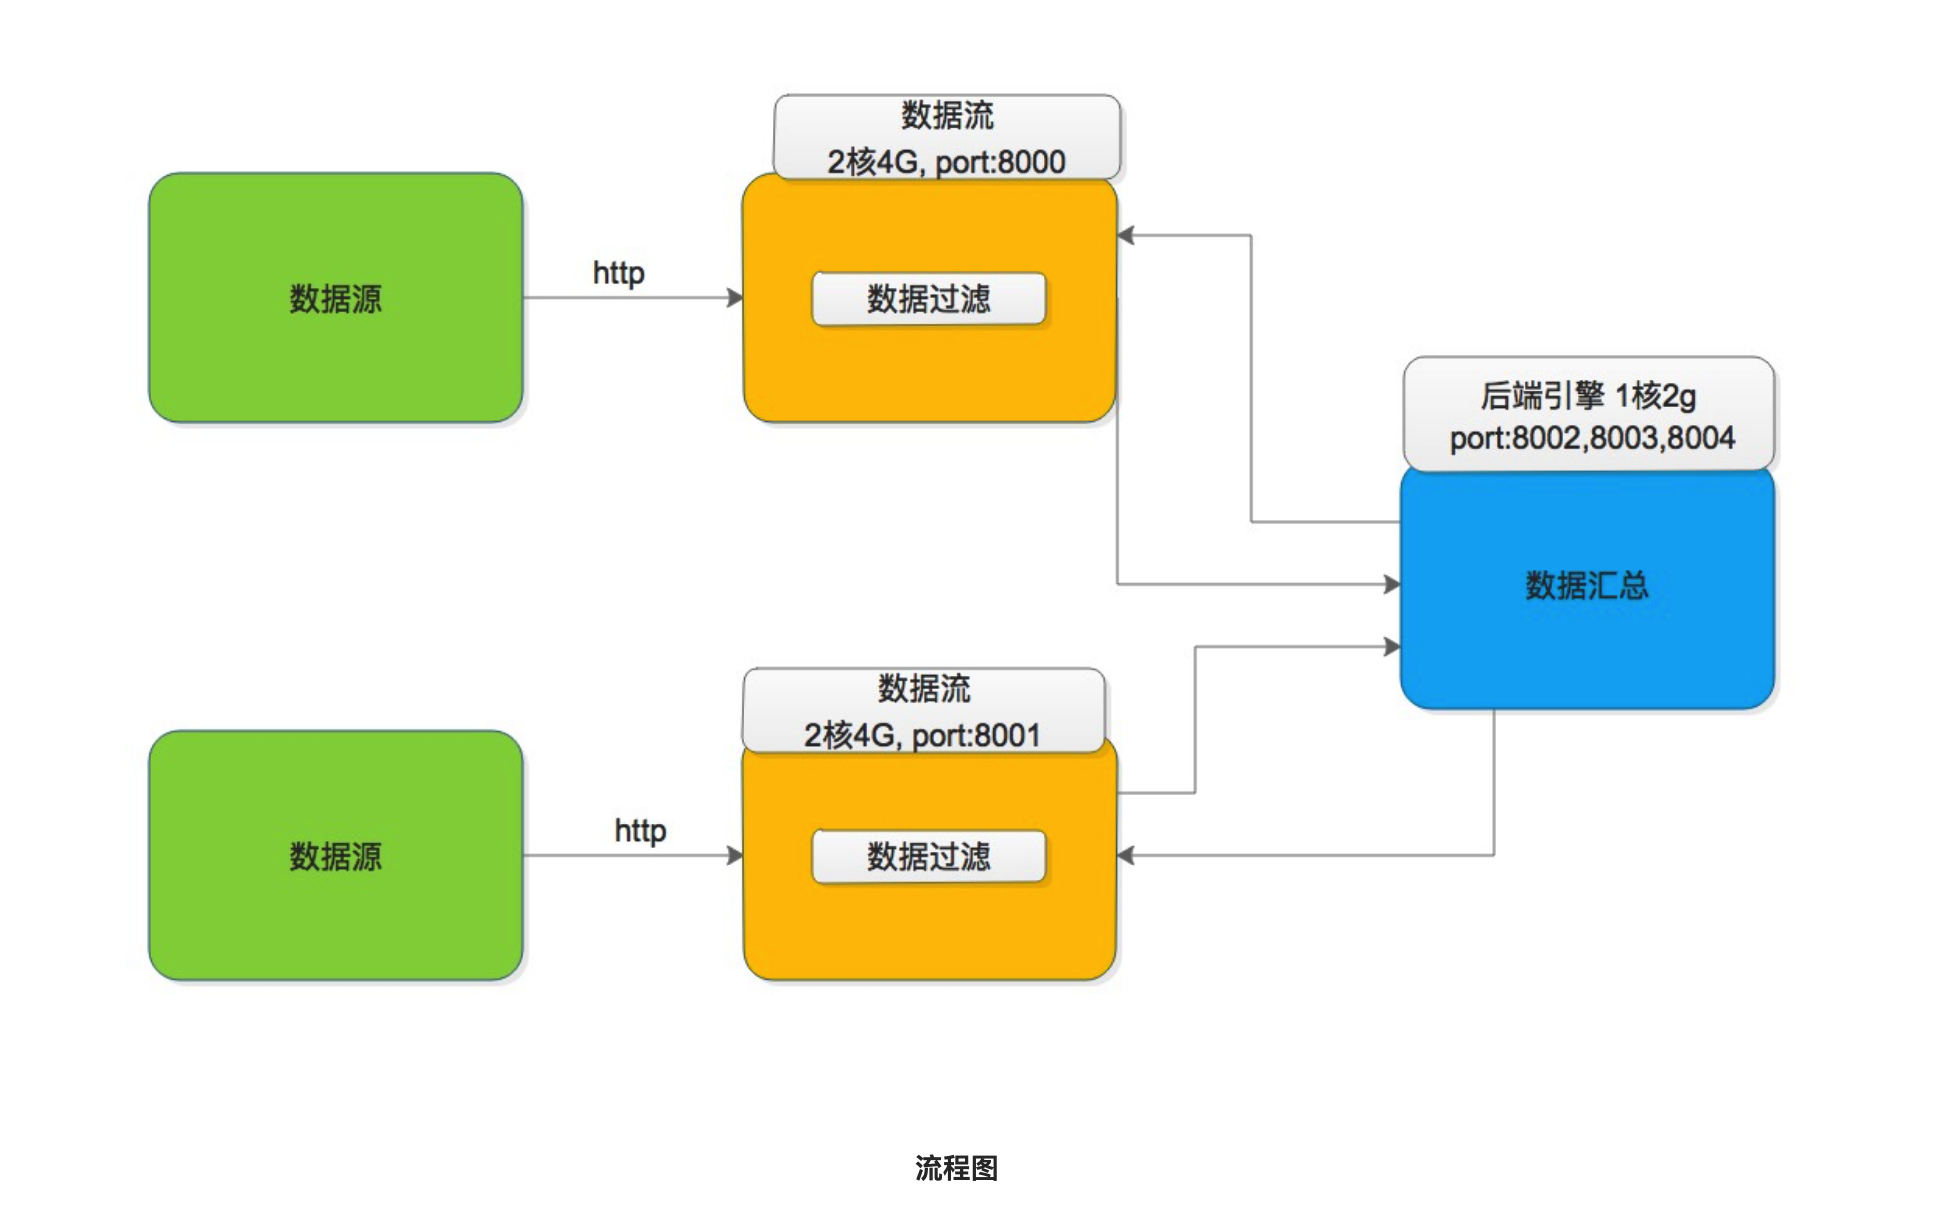 数据流
2核4G, port:8000
数据源
http
数据过滤
后端引擎 1核2g
port:8002,8003,8004
数据汇总
数据流
2核4G, port:8001
数据源
http
数据过滤
流程图